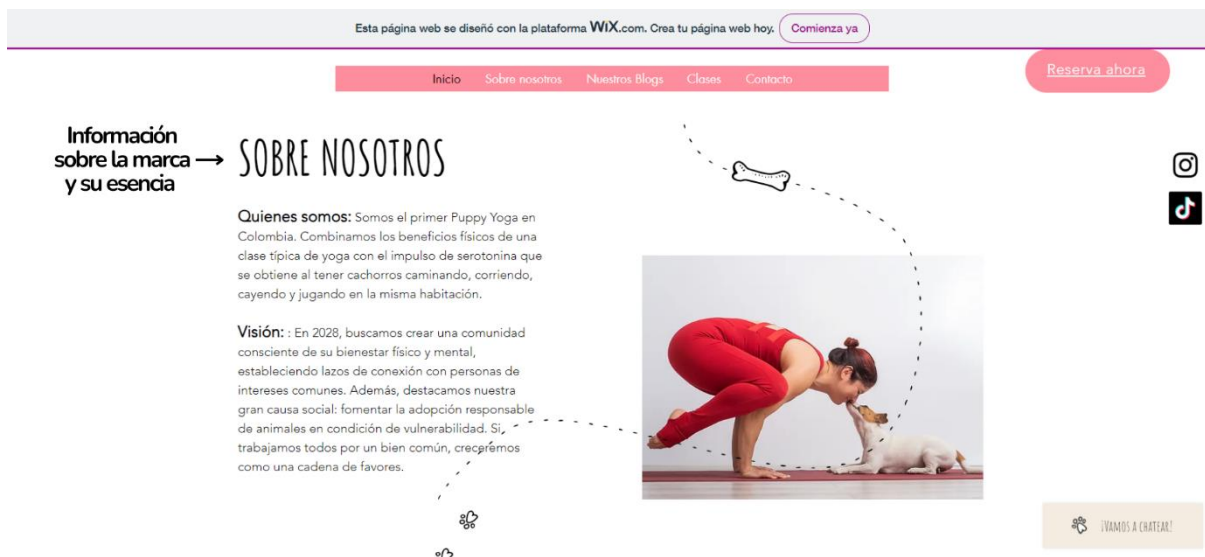 Esta página web se diseñó con la plataforma WiX.com. Crea tu página web hoy. Comienza ya
Inicio Sobre nosotros Nuestros Blogs Clases Contacto
Reserva ahora
Información
sobre la marca →
y su esencia
SOBRE NOSOTROS
Quienes somos: Somos el primer Puppy Yoga en
Colombia. Combinamos los beneficios físicos de una
clase típica de yoga con el impulso de serotonina que
se obtiene al tener cachorros caminando, corriendo,
cayendo y jugando en la misma habitación.
Visión: : En 2028, buscamos crear una comunidad
consciente de su bienestar físico y mental,
estableciendo lazos de conexión con personas de
intereses comunes. Además, destacamos nuestra
gran causa social: fomentar la adopción responsable
de animales en condición de vulnerabilidad. Si
trabajamos todos por un bien común, creceremos
como una cadena de favores.
¡VAMOS A CHATEAR!